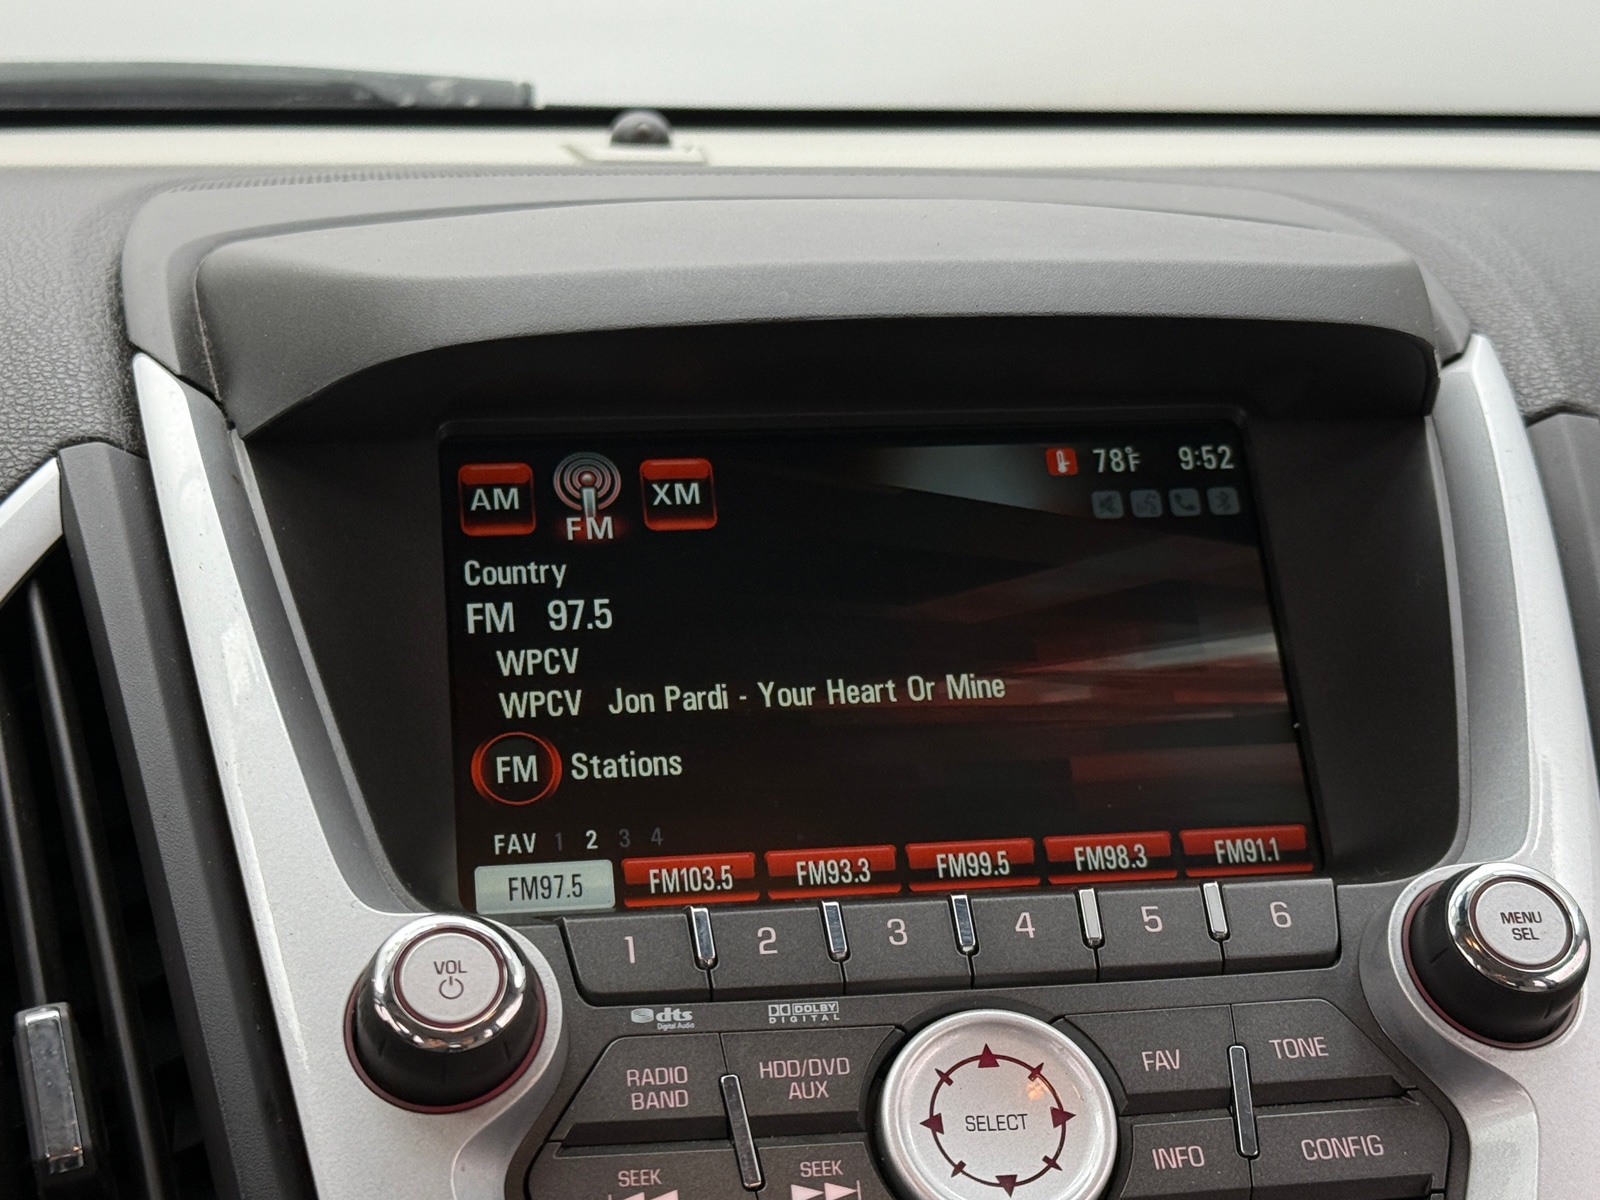 AM FM XM 78°F 9:52
Country
FM 97.5
WPCV
WPCV Jon Pardi - Your Heart Or Mine
FM Stations
FAV 1 2 3 4
FM97.5 FM103.5 FM93.3 FM99.5 FM98.3 FM91.1
1 2 3 4 5 6
VOL
MENU
SEL
dts
Digital Audio
DOLBY
DIGITAL
RADIO
BAND
HDD/DVD
AUX
FAV
TONE
SELECT
SEEK
SEEK
INFO
CONFIG